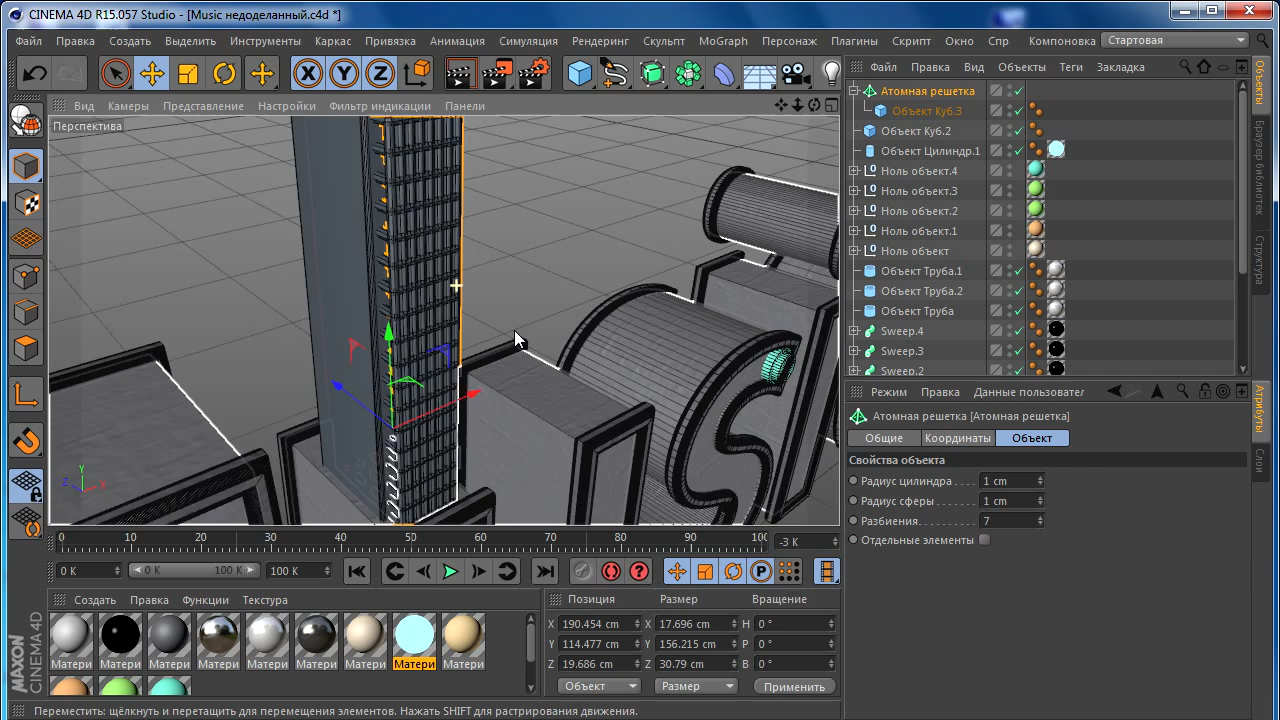 CINEMA 4D R15.057 Studio - [Music недоделанный.c4d *]
Файл Правка Создать Выделить Инструменты Каркас Привязка Анимация Симуляция Рендеринг Скульпт MoGraph Персонаж Плагины Скрипт Окно Спр Компоновка Стартовая
X Y Z
Вид Камеры Представление Настройки Фильтр индикации Панели
Перспектива
S
Y
Z X
0 10 20 30 40 50 60 70 80 90 100
-3 K
0 K 0 K 100 K 100 K
P
Создать Правка Функции Текстура
Матери Матери Матери Матери Матери Матери Матери Матери Матери
MAXON
CINEMA4D
Позиция Размер Вращение
X 190.454 cm X 17.696 cm H 0 °
Y 114.477 cm Y 156.215 cm P 0 °
Z 19.686 cm Z 30.79 cm B 0 °
Объект Размер Применить
Переместить: щёлкнуть и перетащить для перемещения элементов. Нажать SHIFT для растрирования движения.
Файл Правка Вид Объекты Теги Закладка
Атомная решетка
Объект Куб.3
Объект Куб.2
Объект Цилиндр.1
Ноль объект.4
Ноль объект.3
Ноль объект.2
Ноль объект.1
Ноль объект
Объект Труба.1
Объект Труба.2
Объект Труба
Sweep.4
Sweep.3
Sweep.2
Объекты
Браузер библиотек
Структура
Режим Правка Данные пользовател
Атомная решетка [Атомная решетка]
Общие Координаты Объект
Свойства объекта
Радиус цилиндра . . . . 1 cm
Радиус сферы . . . . . . 1 cm
Разбиения. . . . . . . . . 7
Отдельные элементы
Атрибуты
Слои